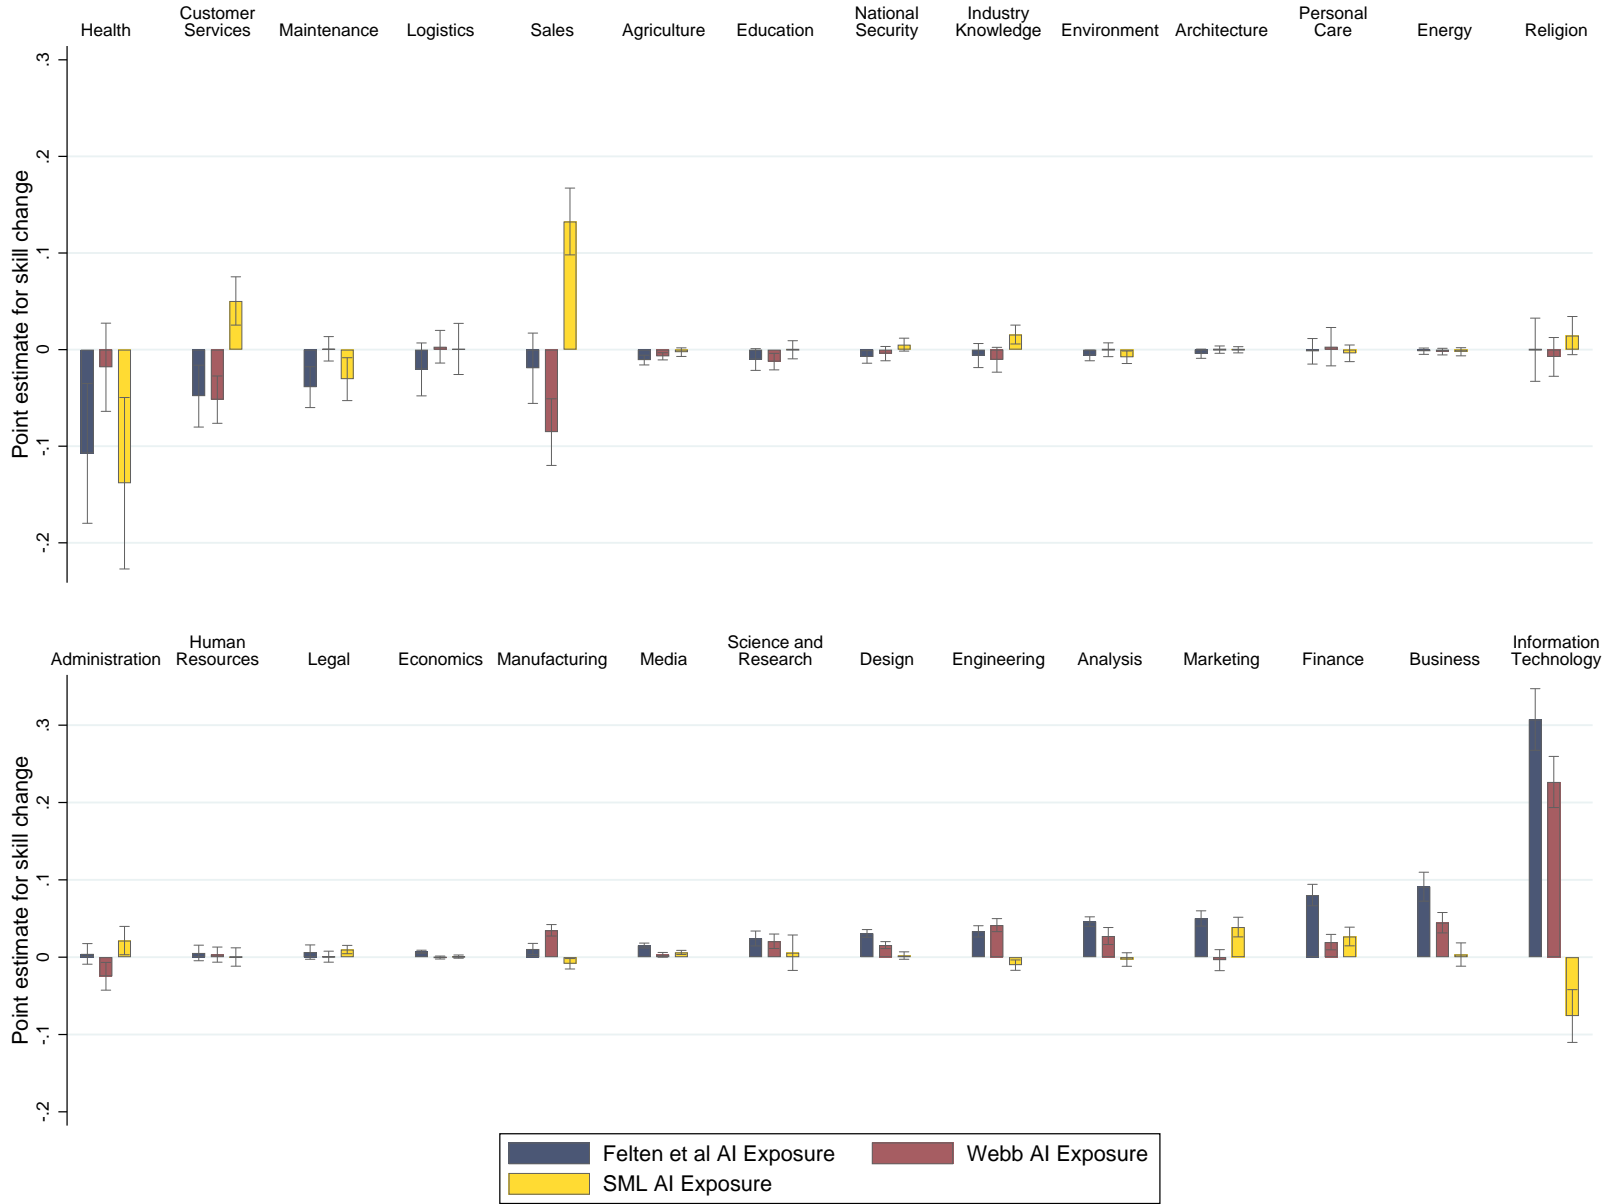 Health
Customer
Services
Maintenance
Logistics
Sales
Agriculture
Education
National
Security
Industry
Knowledge
Environment
Architecture
Personal
Care
Energy
Religion
Point estimate for skill change
.3
.2
.1
0
-.1
-.2
Administration
Human
Resources
Legal
Economics
Manufacturing
Media
Science and
Research
Design
Engineering
Analysis
Marketing
Finance
Business
Information
Technology
Point estimate for skill change
.3
.2
.1
0
-.1
-.2
Felten et al AI Exposure
Webb AI Exposure
SML AI Exposure